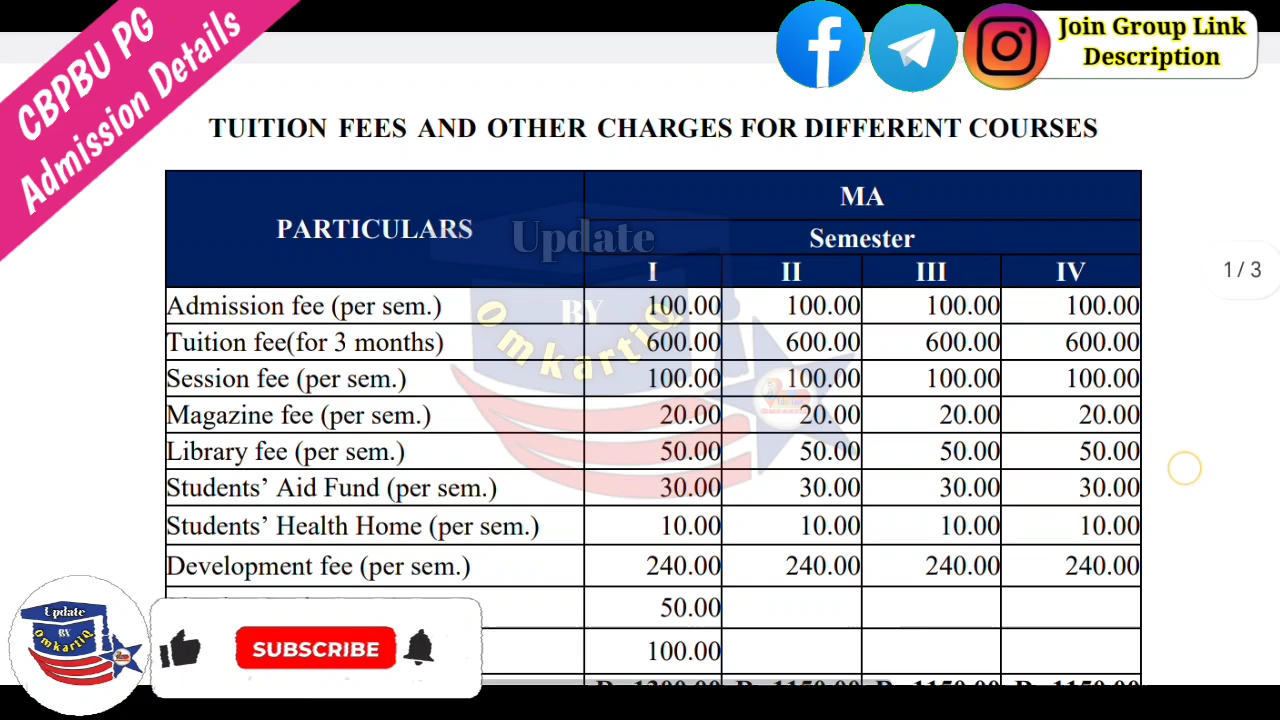 CBPBU PG
Admission Details
Join Group Link
Description
TUITION FEES AND OTHER CHARGES FOR DIFFERENT COURSES
PARTICULARS MA
Semester
I II III IV
Admission fee (per sem.) 100.00 100.00 100.00 100.00
Tuition fee(for 3 months) 600.00 600.00 600.00 600.00
Session fee (per sem.) 100.00 100.00 100.00 100.00
Magazine fee (per sem.) 20.00 20.00 20.00 20.00
Library fee (per sem.) 50.00 50.00 50.00 50.00
Students’ Aid Fund (per sem.) 30.00 30.00 30.00 30.00
Students’ Health Home (per sem.) 10.00 10.00 10.00 10.00
Development fee (per sem.) 240.00 240.00 240.00 240.00
50.00
100.00
1 / 3
Update
BY
OmkartiQ
Update
BY
OmkartiQ
SUBSCRIBE